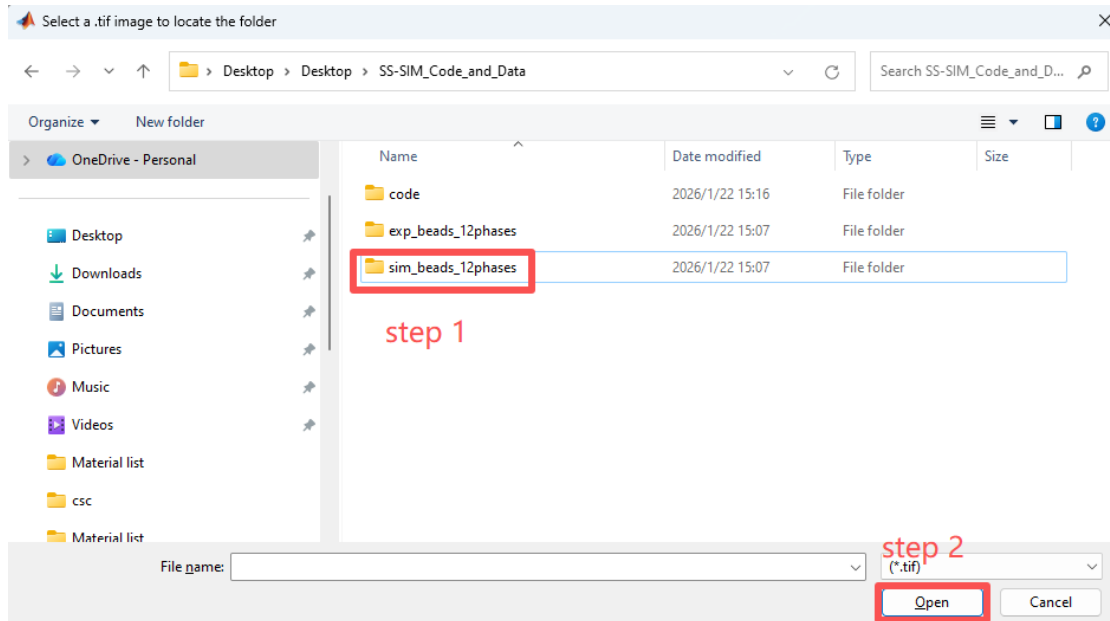 Select a .tif image to locate the folder
Desktop › Desktop › SS-SIM_Code_and_Data
Search SS-SIM_Code_and_D...
Organize
New folder
OneDrive - Personal
Name
Date modified
Type
Size
code
2026/1/22 15:16
File folder
exp_beads_12phases
2026/1/22 15:07
File folder
sim_beads_12phases
2026/1/22 15:07
File folder
step 1
Desktop
Downloads
Documents
Pictures
Music
Videos
Material list
csc
Material list
step 2
File name:
(*.tif)
Open
Cancel